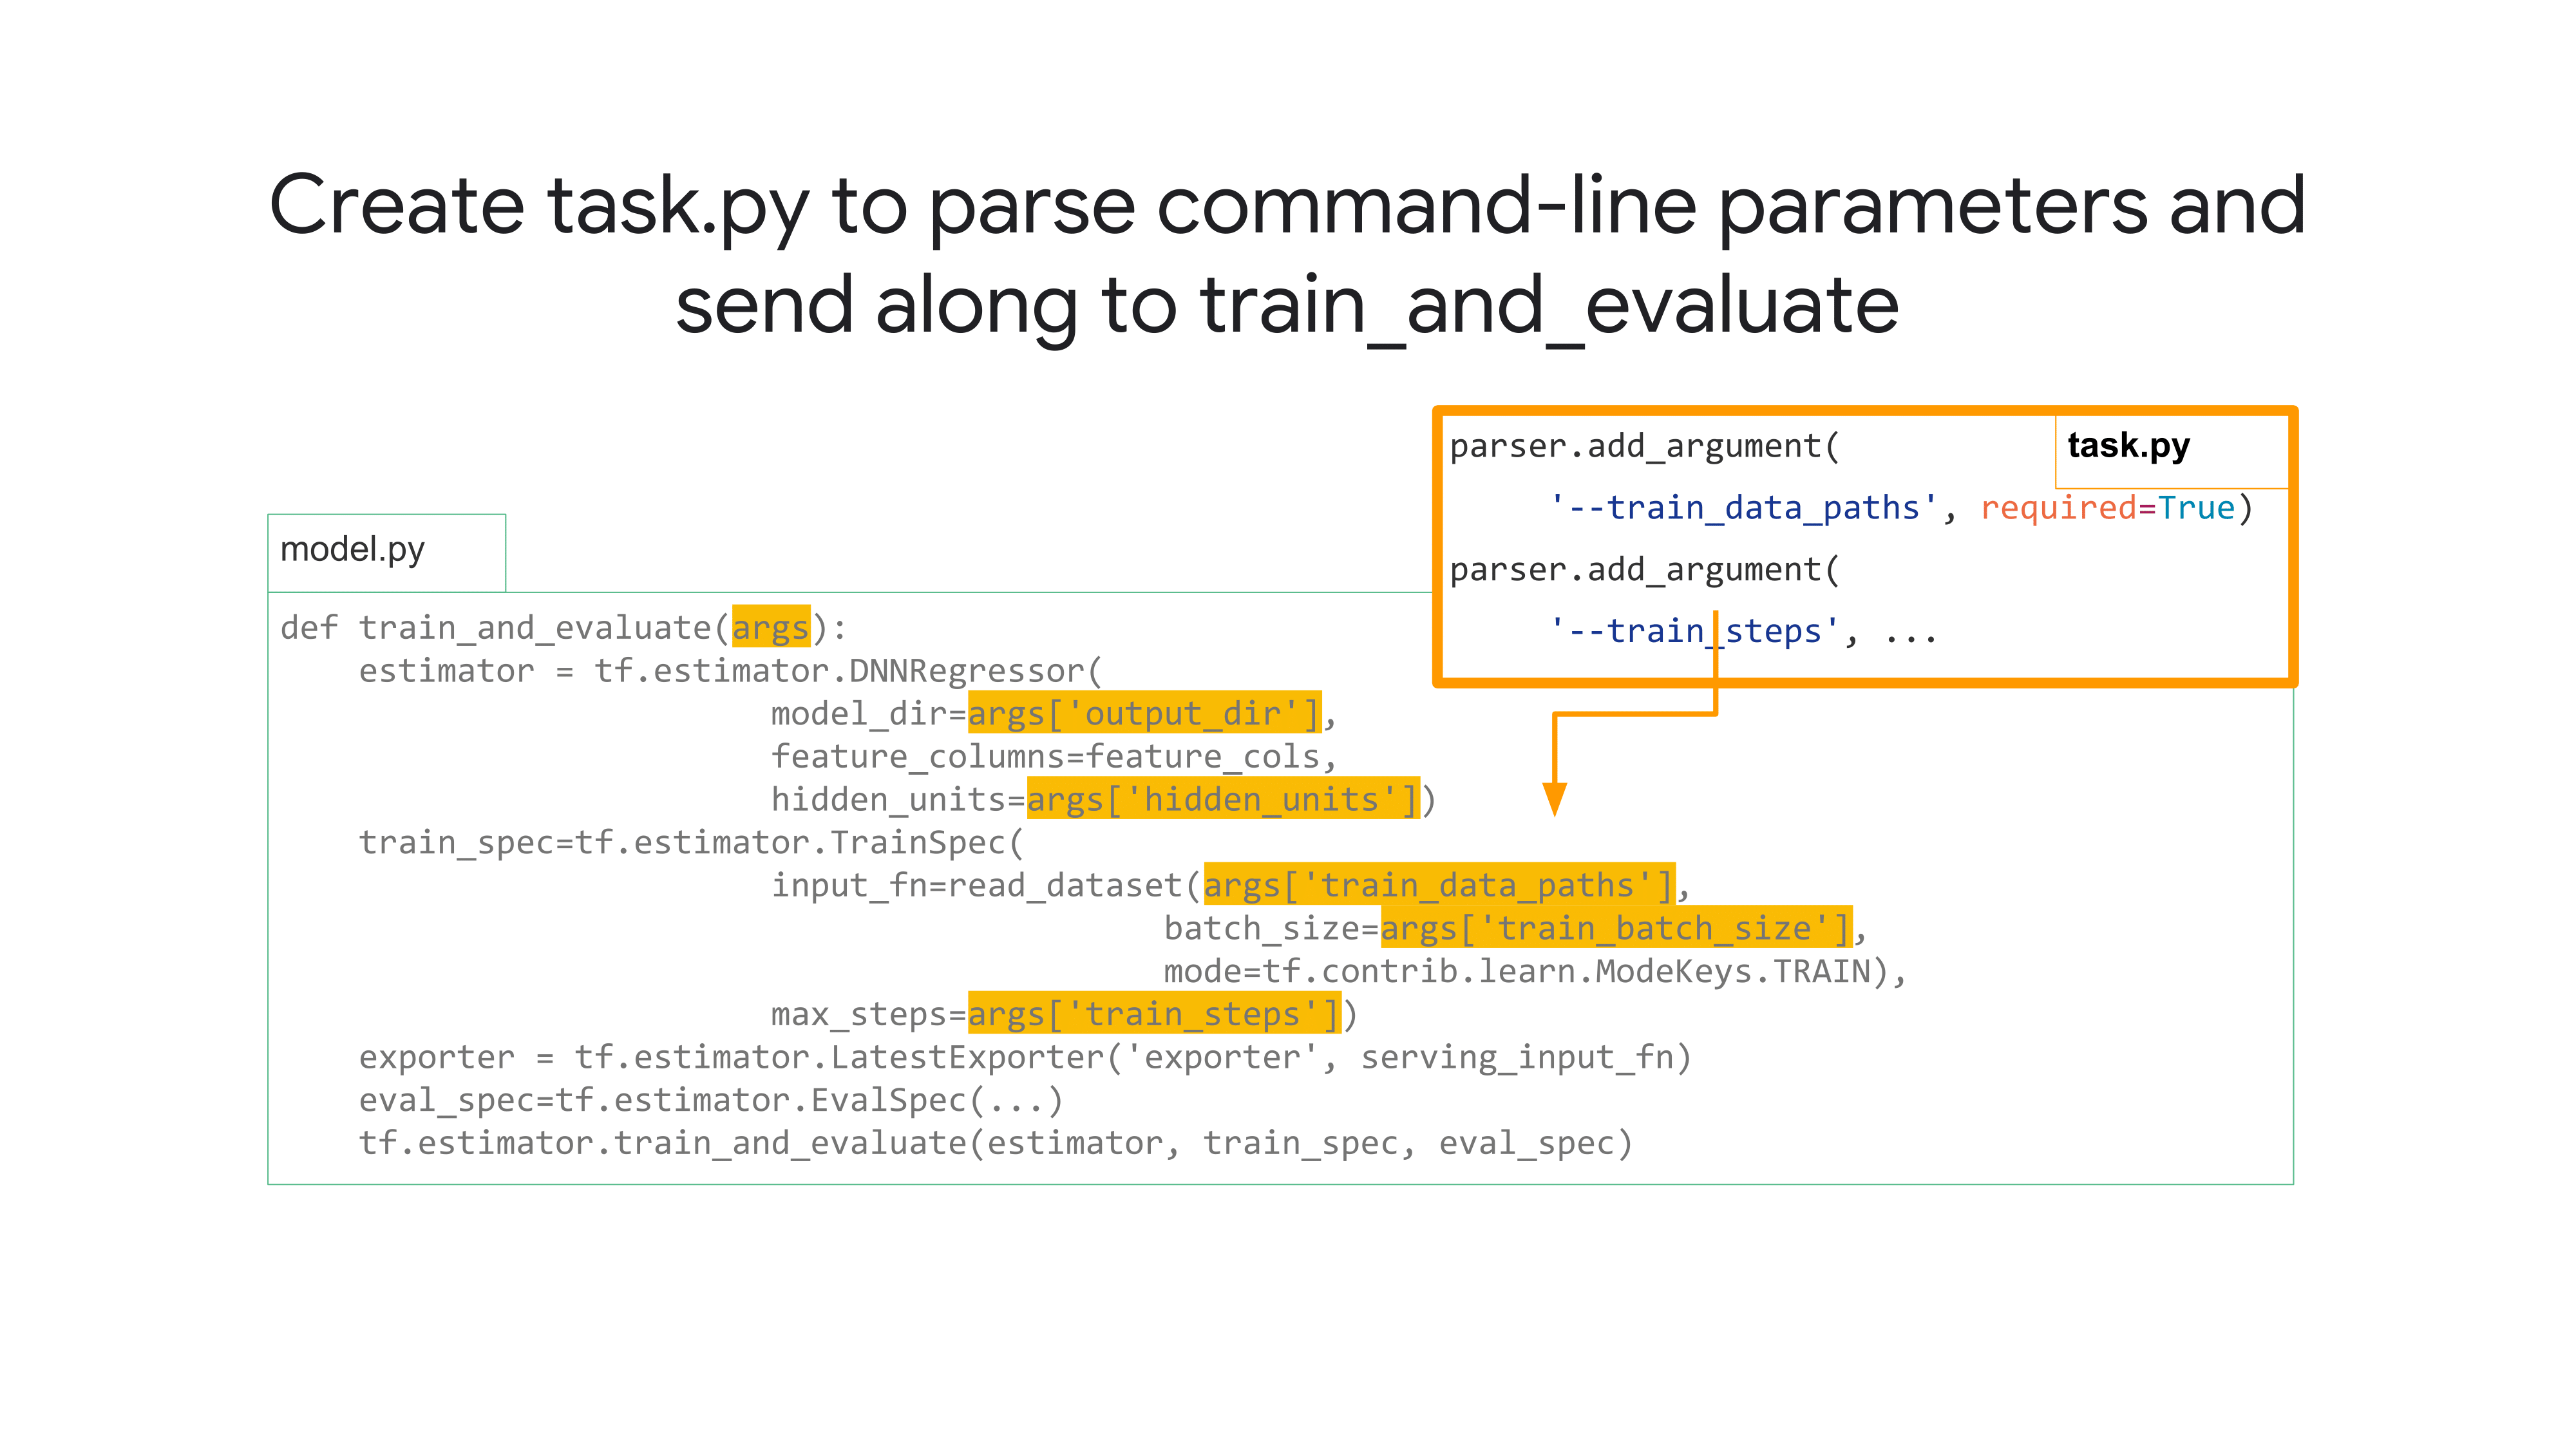 Create task.py to parse command-line parameters and
send along to train_and_evaluate
task.py
parser.add_argument(
'--train_data_paths', required=True)
parser.add_argument(
'--train_steps', ...
model.py
def train_and_evaluate(args):
estimator = tf.estimator.DNNRegressor(
model_dir=args['output_dir'],
feature_columns=feature_cols,
hidden_units=args['hidden_units'])
train_spec=tf.estimator.TrainSpec(
input_fn=read_dataset(args['train_data_paths'],
batch_size=args['train_batch_size'],
mode=tf.contrib.learn.ModeKeys.TRAIN),
max_steps=args['train_steps'])
exporter = tf.estimator.LatestExporter('exporter', serving_input_fn)
eval_spec=tf.estimator.EvalSpec(...)
tf.estimator.train_and_evaluate(estimator, train_spec, eval_spec)